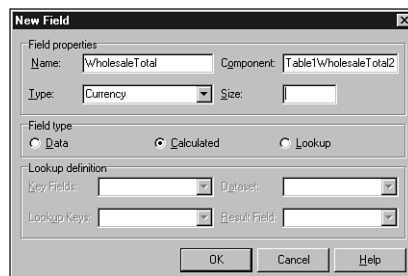 New Field
Field properties
Name: WholesaleTotal Component: Table1WholesaleTotal2
Type: Currency Size:
Field type
Data Calculated Lookup
Lookup definition
Key Fields: Dataset:
Lookup Keys: Result Field:
OK Cancel Help